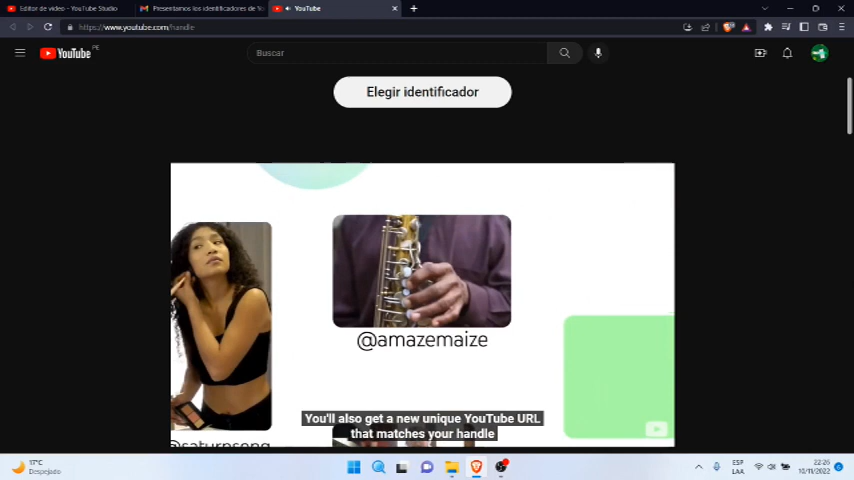 Editor de video - YouTube Studio
Presentamos los identificadores de Yo
YouTube
https://www.youtube.com/handle
YouTube PE
Buscar
Elegir identificador
@amazemaize
@saturnsong
You'll also get a new unique YouTube URL
that matches your handle
17°C
Despejado
ESP
LAA
22:26
10/11/2022